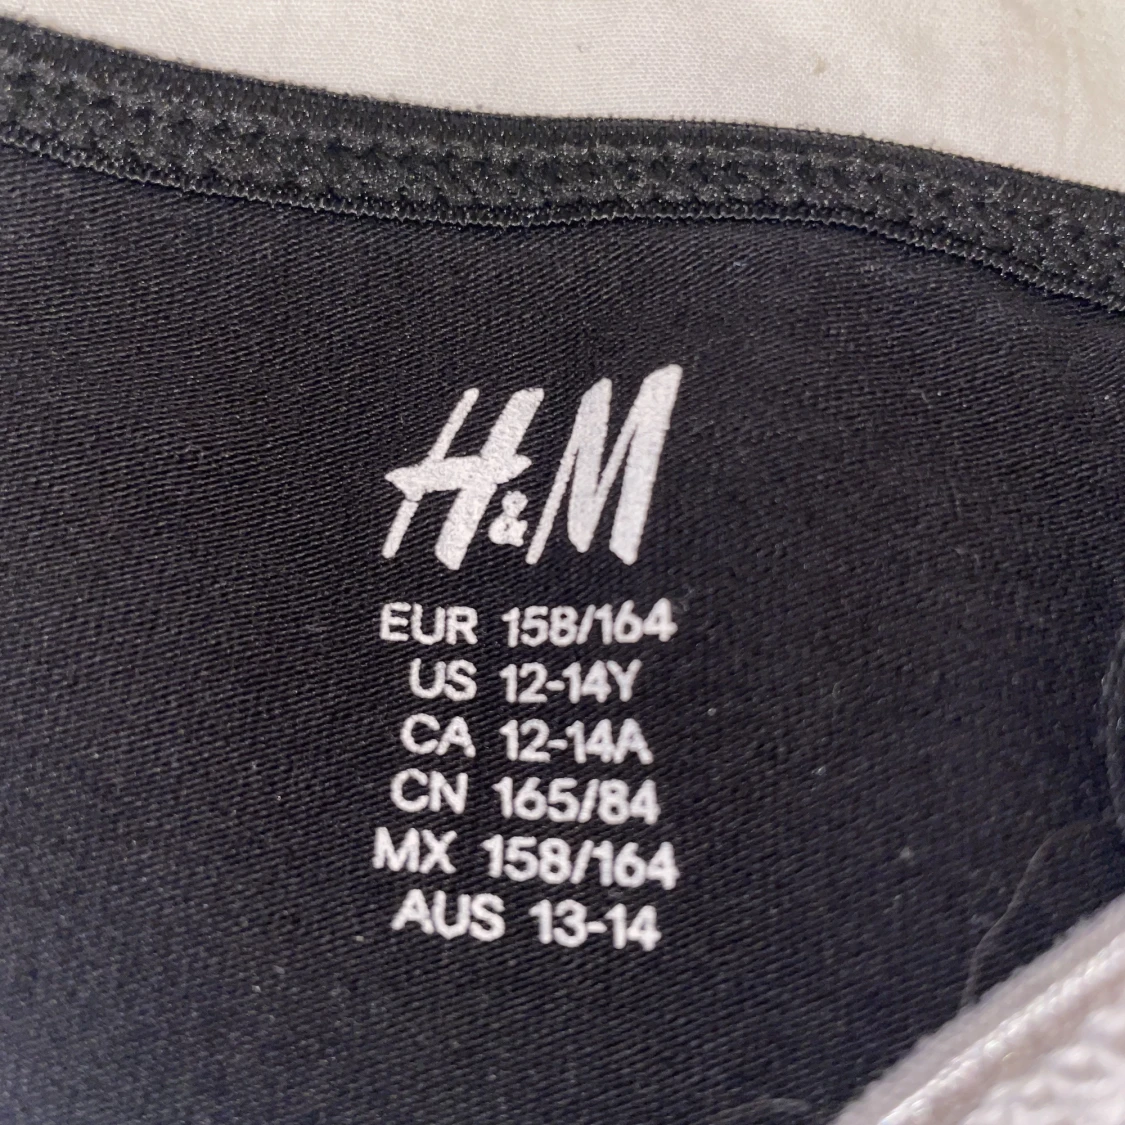 H&M
EUR 158/164
US 12-14Y
CA 12-14A
CN 165/84
MX 158/164
AUS 13-14